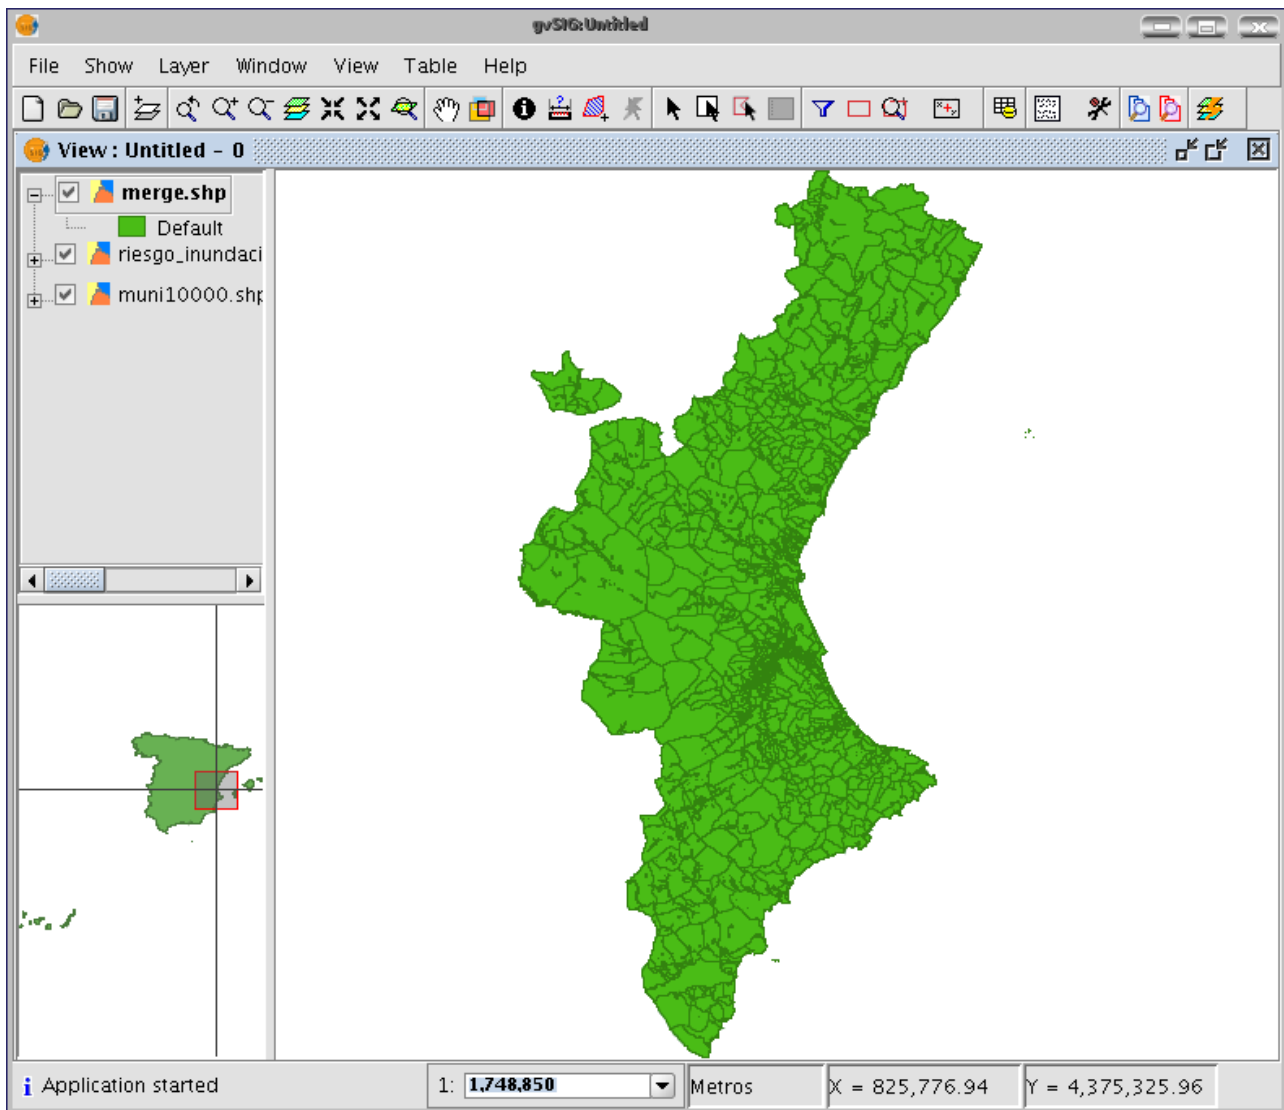 gvSIG: Untitled
File Show Layer Window View Table Help
View : Untitled - 0
merge.shp
Default
riesgo_inundaci
muni10000.shp
Application started
1: 1,748,850
Metros
X = 825,776.94
Y = 4,375,325.96